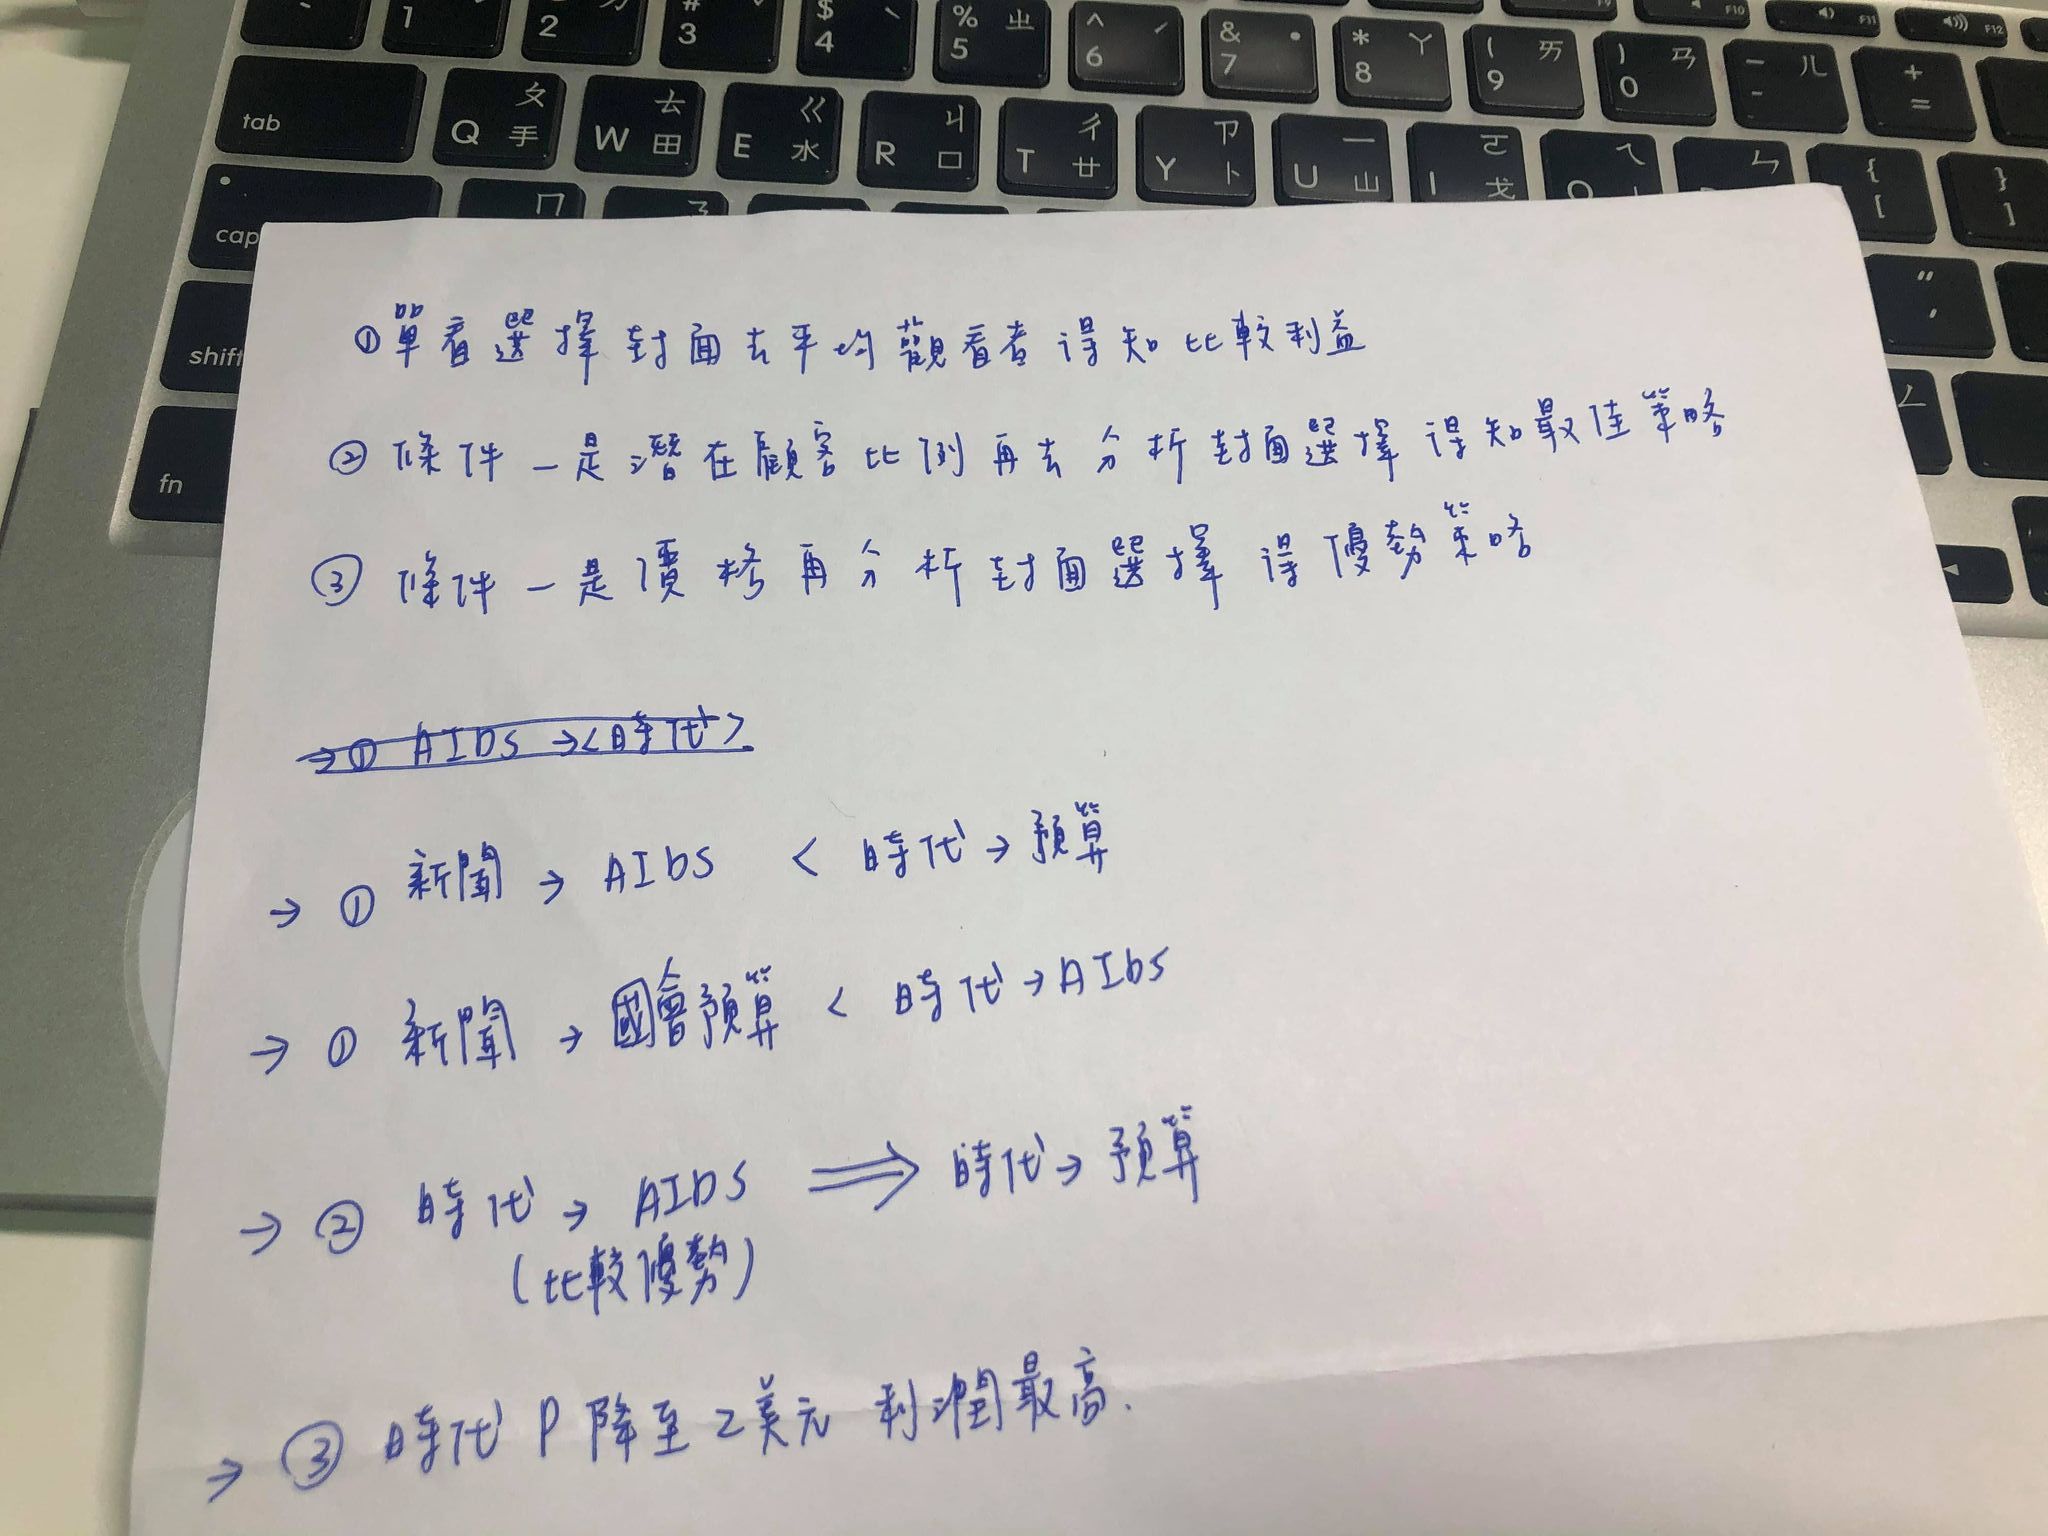 1 2 # 3 $ 4 % 5 ㄓ ^ 6 & 7 * 8 ㄚ ( 9 ㄞ ) 0 ㄢ - ㄦ + = F10 F11 F12
tab Q ㄆ 手 W ㄊ 田 E ㄍ 水 R ㄐ 口 T ㄔ 廿 Y ㄗ 卜 U ㄧ 山 I ㄛ 戈 ㄟ ㄣ { [ } ]
cap ㄇ ㄋ " '
shift ㄥ
fn
①單看選擇封面去平均觀看者得知比較利益
②條件一是潛在顧客比例再去分析封面選擇得知最佳策略
③條件一是價格再分析封面選擇得優勢策略
→① AIDS →<時代>
→① 新聞→AIDS < 時代→預算
→① 新聞→國會預算 < 時代→AIDS
→② 時代→AIDS ⟹ 時代→預算
(比較優勢)
→③ 時代 P 降至2美元 利潤最高.